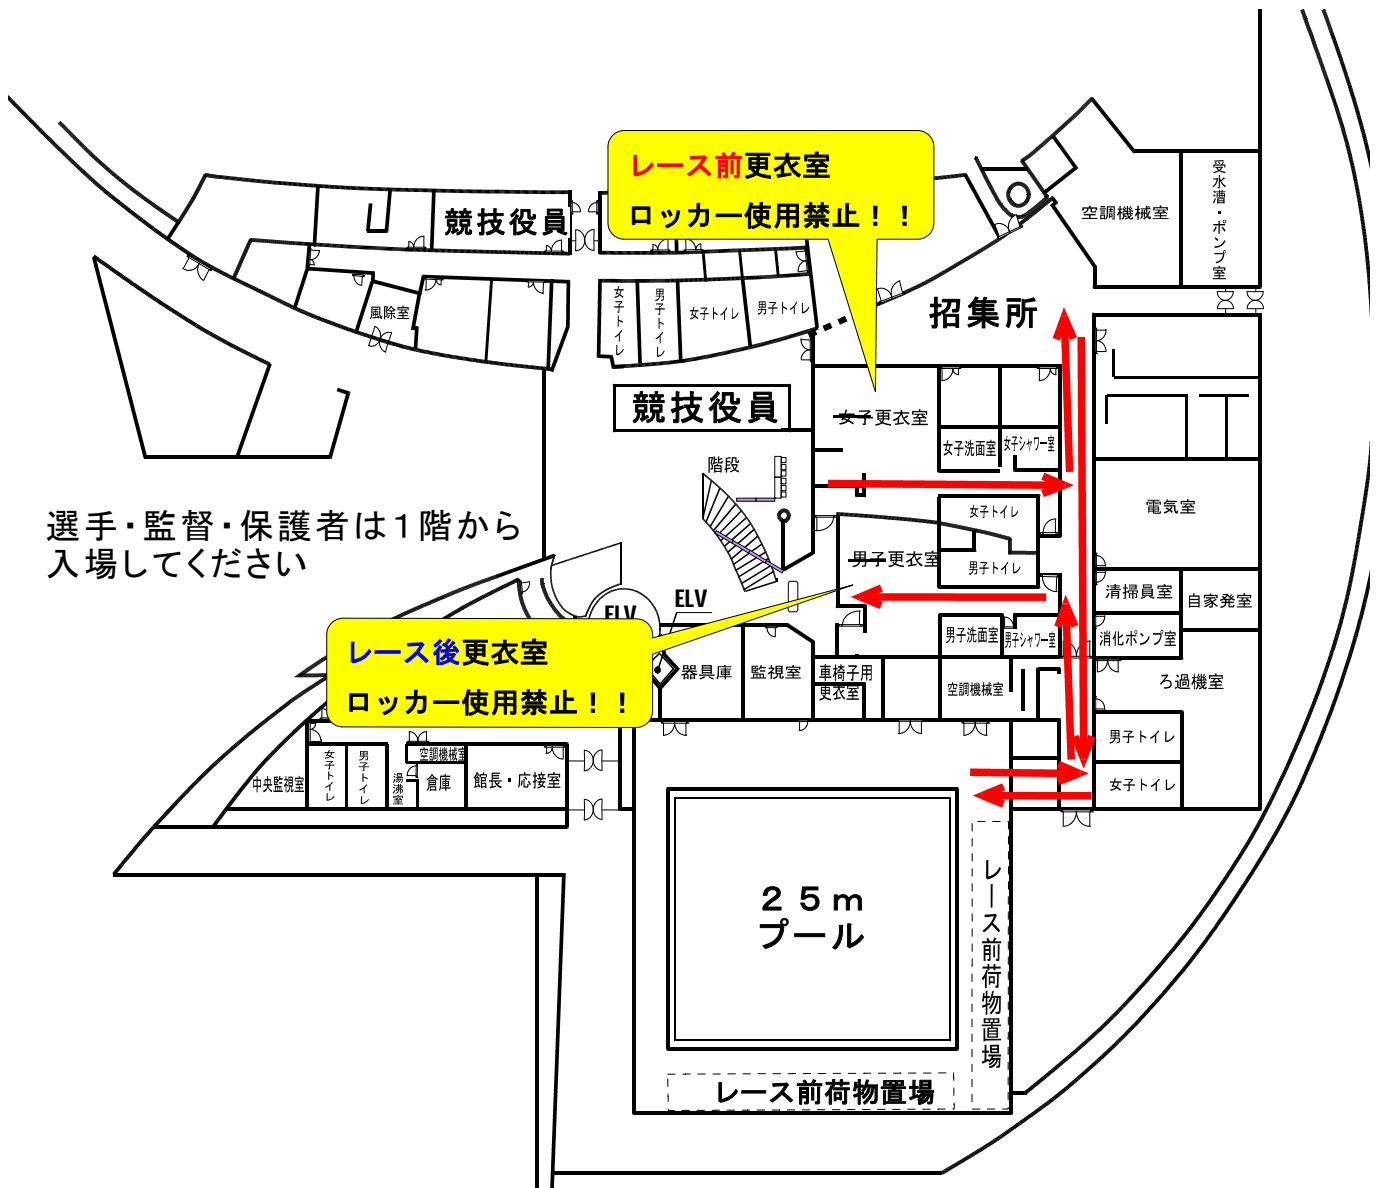 レース前更衣室
ロッカー使用禁止！！
受水漕・ポンプ室
空調機械室
競技役員
風除室
女子トイレ
男子トイレ
女子トイレ
男子トイレ
招集所
競技役員
女子更衣室
女子洗面室
女子シャワー室
階段
電気室
選手・監督・保護者は１階から
入場してください
女子トイレ
男子更衣室
男子トイレ
清掃員室
自家発室
ELV
ELV
男子洗面室
男子シャワー室
消化ポンプ室
レース後更衣室
ロッカー使用禁止！！
器具庫
監視室
車椅子用
更衣室
空調機械室
ろ過機室
男子トイレ
女子トイレ
中央監視室
女子トイレ
男子トイレ
湯沸室
空調機械室
倉庫
館長・応接室
２５ｍ
プール
レース前荷物置場
レース前荷物置場